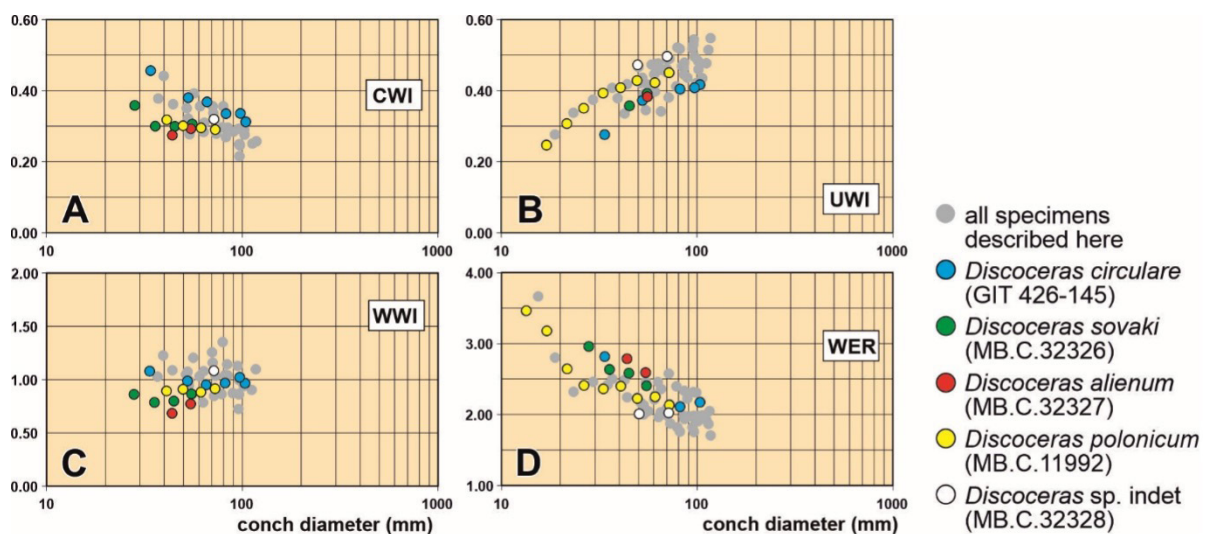 0.60
0.40
0.20
0.00
10
100
1000
CWI
A
0.60
0.40
0.20
0.00
10
100
1000
UWI
B
2.00
1.50
1.00
0.50
0.00
10
100
1000
WWI
C
conch diameter (mm)
4.00
3.00
2.00
1.00
10
100
1000
WER
D
conch diameter (mm)
all specimens
described here
Discoceras circulare
(GIT 426-145)
Discoceras sovaki
(MB.C.32326)
Discoceras alienum
(MB.C.32327)
Discoceras polonicum
(MB.C.11992)
Discoceras sp. indet
(MB.C.32328)